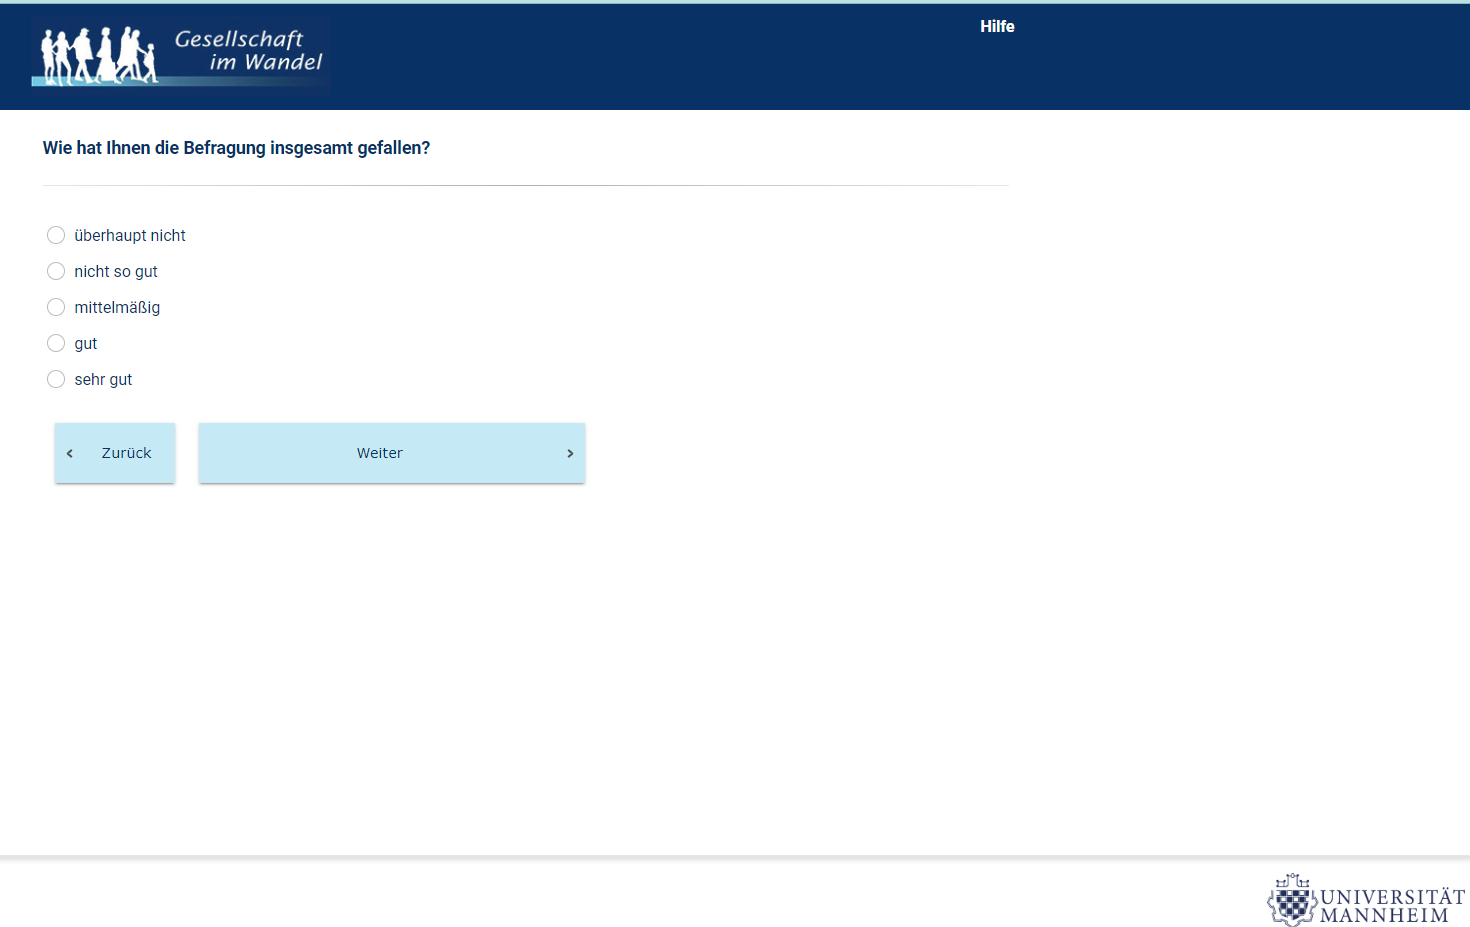 Gesellschaft
im Wandel
Hilfe
Wie hat Ihnen die Befragung insgesamt gefallen?
überhaupt nicht
nicht so gut
mittelmäßig
gut
sehr gut
Zurück
Weiter
UNIVERSITÄT
MANNHEIM